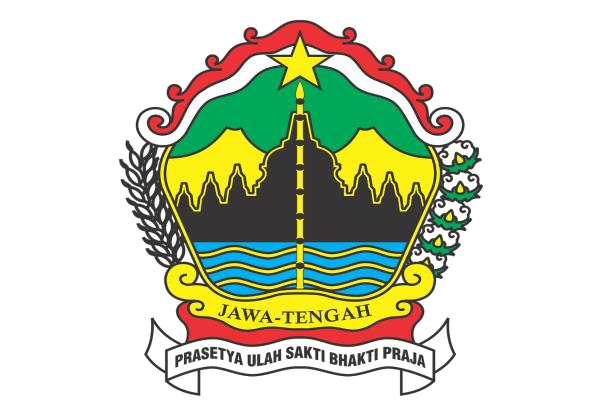 JAWA-TENGAH
PRASETYA ULAH SAKTI BHAKTI PRAJA